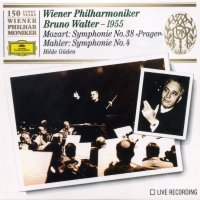 150 JAHRE
WIENER
PHILHAR
MONIKER
Wiener Philharmoniker
Bruno Walter – 1955
Mozart: Symphonie No.38 »Prager«
Mahler: Symphonie No.4
Hilde Güden
LIVE RECORDING